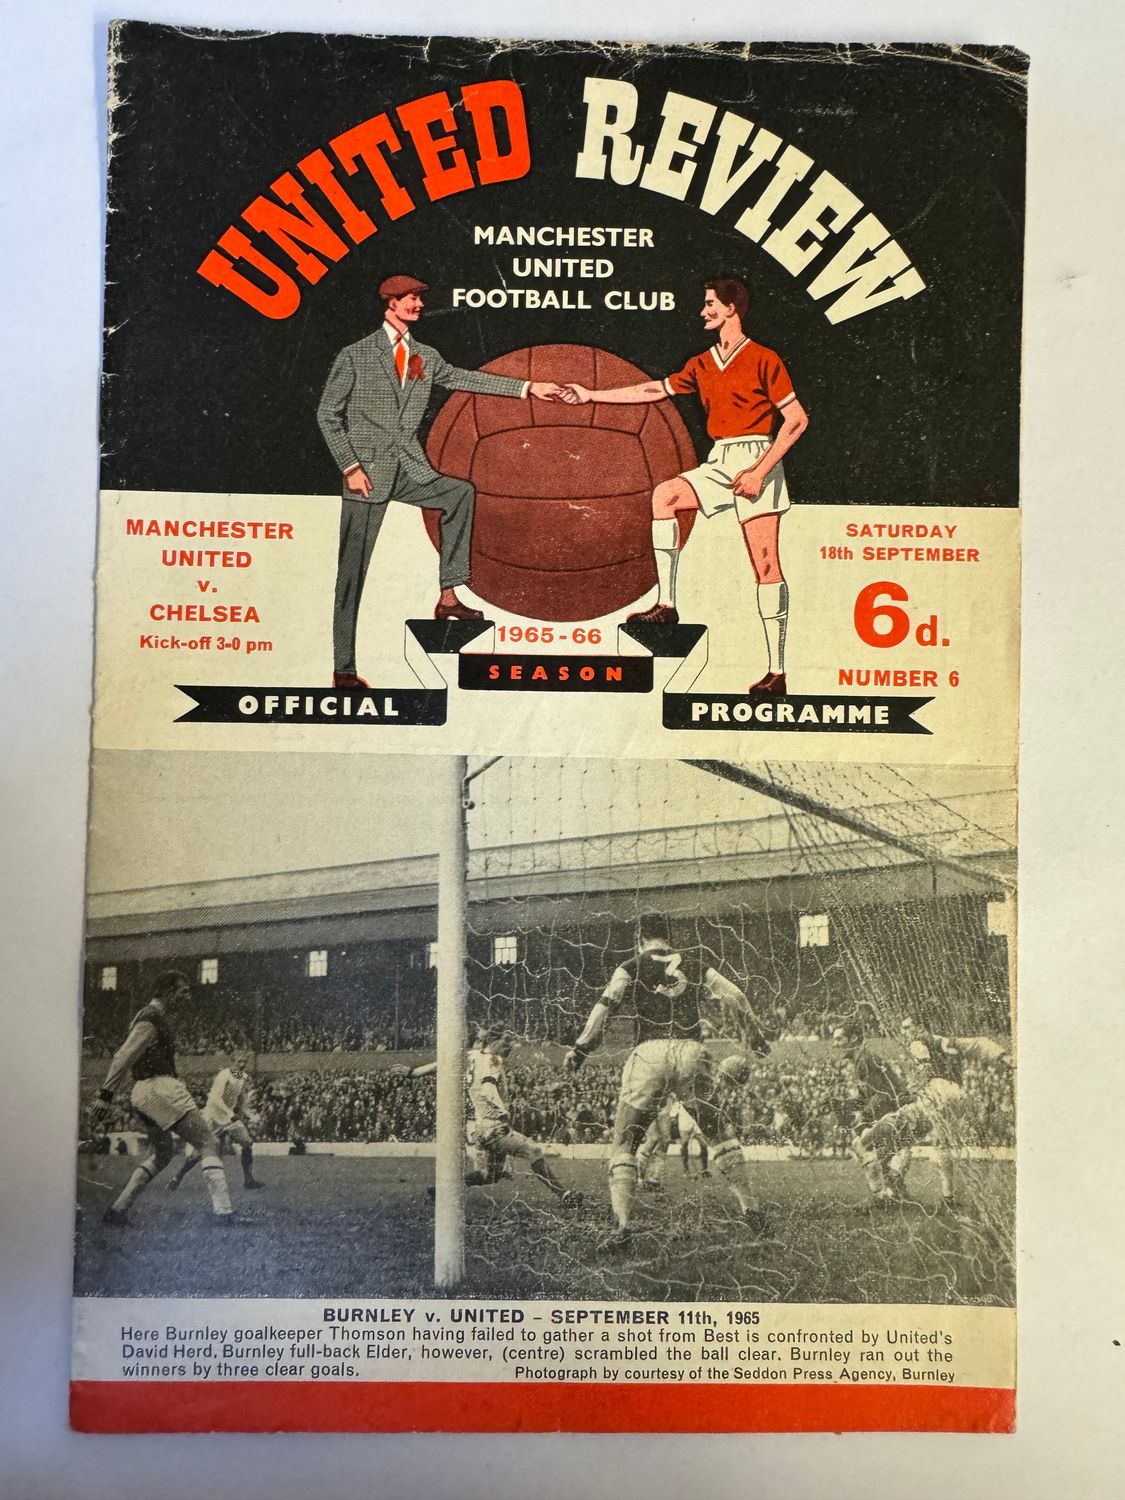 UNITED REVIEW
MANCHESTER
UNITED
FOOTBALL CLUB
MANCHESTER
UNITED
v.
CHELSEA
Kick-off 3-0 pm
SATURDAY
18th SEPTEMBER
6d.
NUMBER 6
1965-66
SEASON
OFFICIAL
PROGRAMME
3
BURNLEY v. UNITED – SEPTEMBER 11th, 1965
Here Burnley goalkeeper Thomson having failed to gather a shot from Best is confronted by United's
David Herd. Burnley full-back Elder, however, (centre) scrambled the ball clear. Burnley ran out the
winners by three clear goals.
Photograph by courtesy of the Seddon Press Agency, Burnley